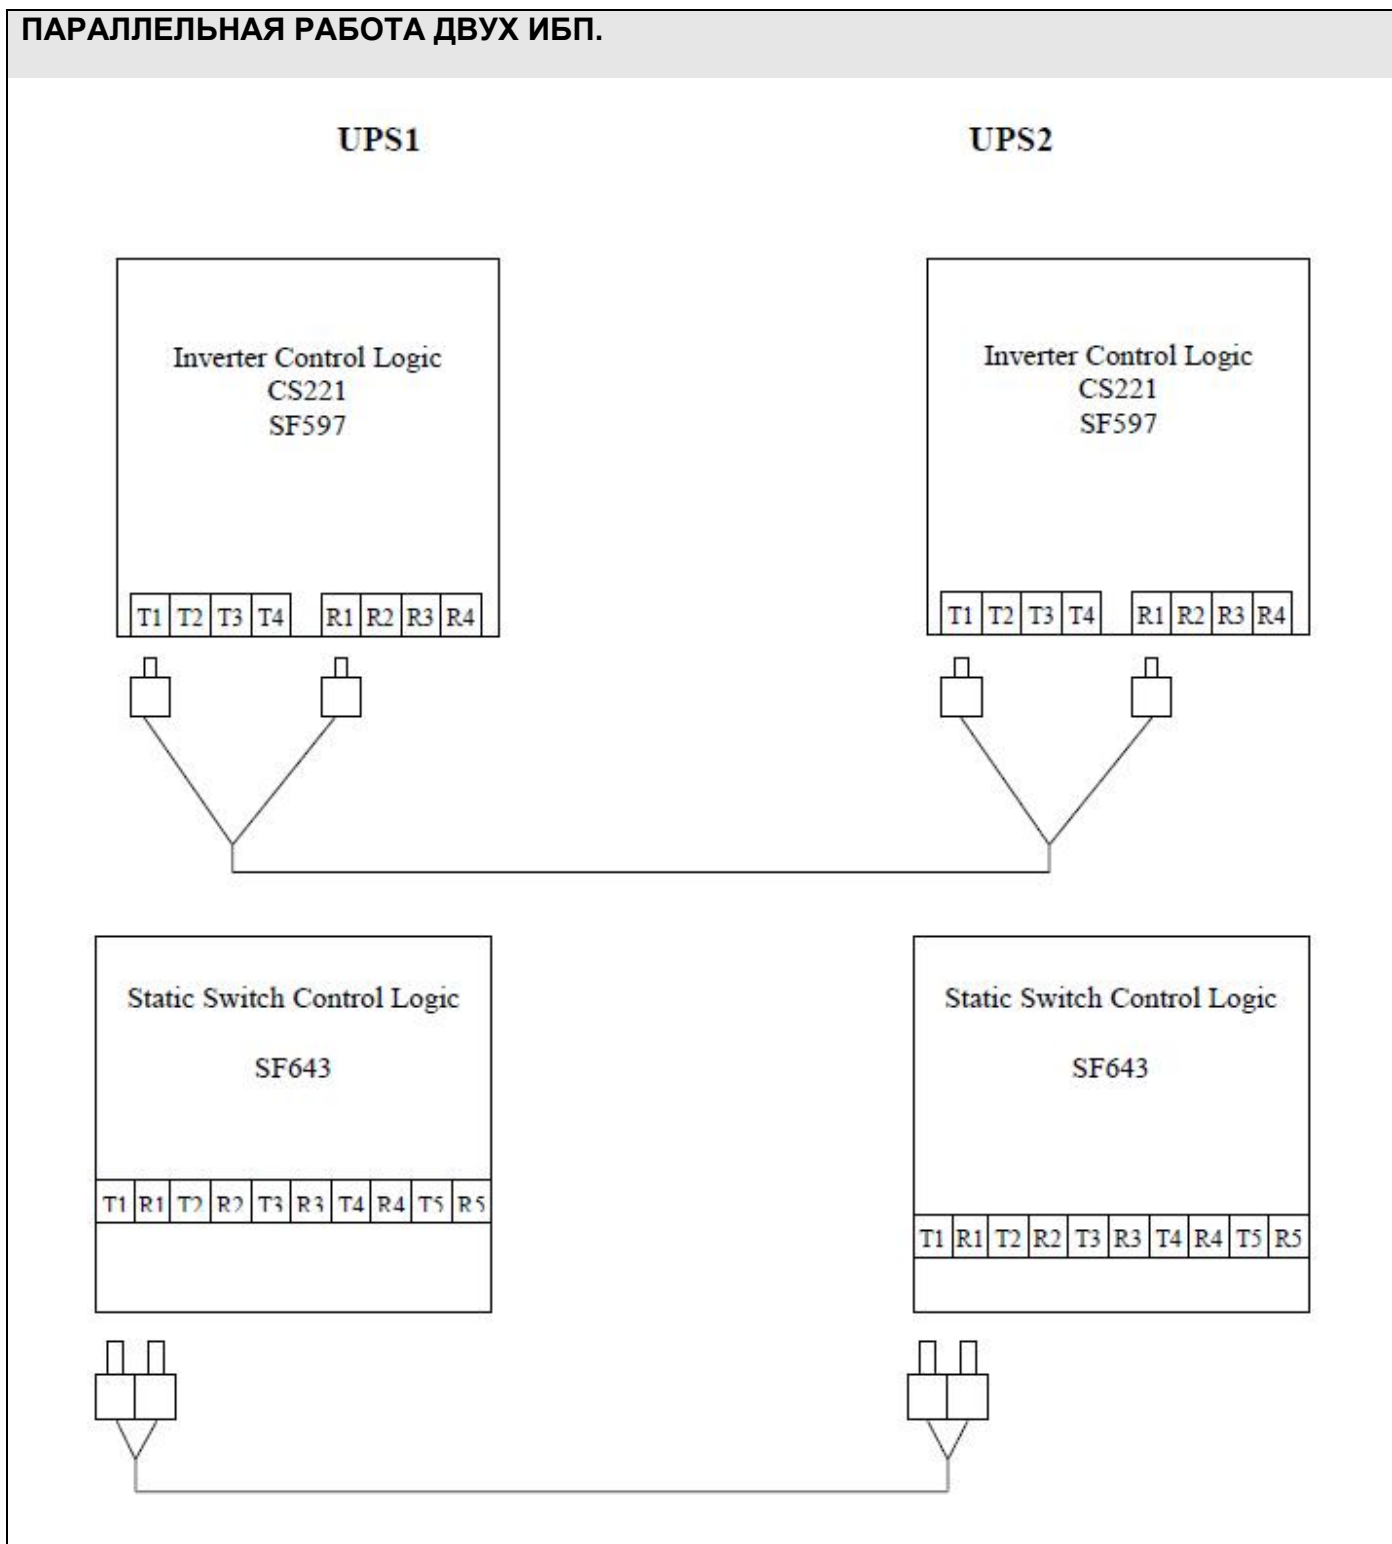 ПАРАЛЛЕЛЬНАЯ РАБОТА ДВУХ ИБП.
UPS1 UPS2
Inverter Control Logic
CS221
SF597
T1 T2 T3 T4 R1 R2 R3 R4
Inverter Control Logic
CS221
SF597
T1 T2 T3 T4 R1 R2 R3 R4
Static Switch Control Logic
SF643
T1 R1 T2 R2 T3 R3 T4 R4 T5 R5
Static Switch Control Logic
SF643
T1 R1 T2 R2 T3 R3 T4 R4 T5 R5